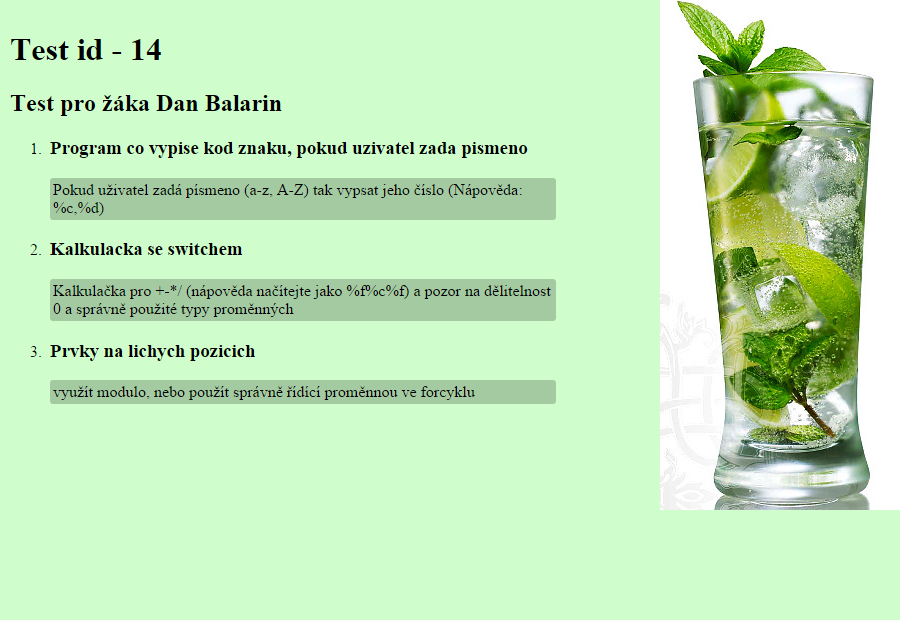 Test id - 14
Test pro žáka Dan Balarin
1. Program co vypise kod znaku, pokud uzivatel zada pismeno
Pokud uživatel zadá písmeno (a-z, A-Z) tak vypsat jeho číslo (Nápověda:
%c,%d)
2. Kalkulacka se switchem
Kalkulačka pro +-*/ (nápověda načítejte jako %f%c%f) a pozor na dělitelnost
0 a správně použité typy proměnných
3. Prvky na lichych pozicich
využít modulo, nebo použít správně řídící proměnnou ve forcyklu